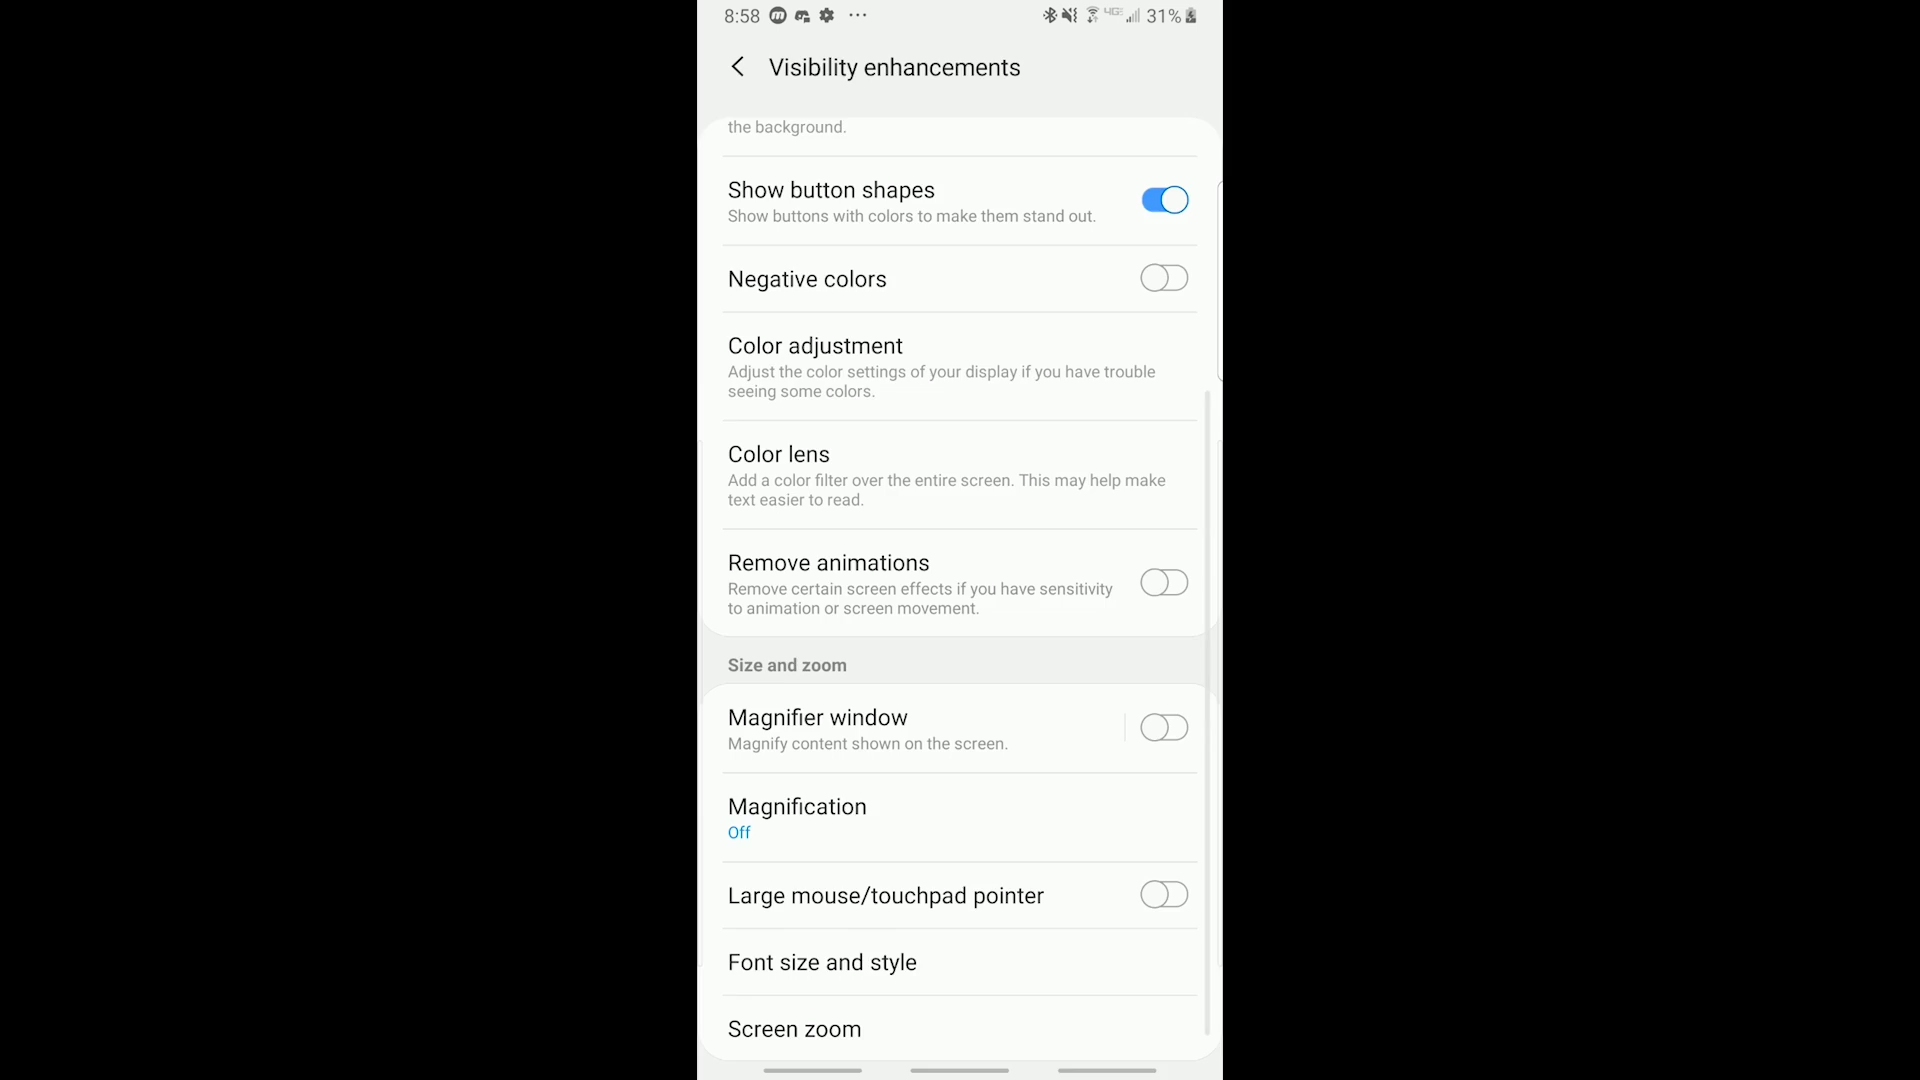 8:58 31%
Visibility enhancements
the background.
Show button shapes
Show buttons with colors to make them stand out.
Negative colors
Color adjustment
Adjust the color settings of your display if you have trouble
seeing some colors.
Color lens
Add a color filter over the entire screen. This may help make
text easier to read.
Remove animations
Remove certain screen effects if you have sensitivity
to animation or screen movement.
Size and zoom
Magnifier window
Magnify content shown on the screen.
Magnification
Off
Large mouse/touchpad pointer
Font size and style
Screen zoom